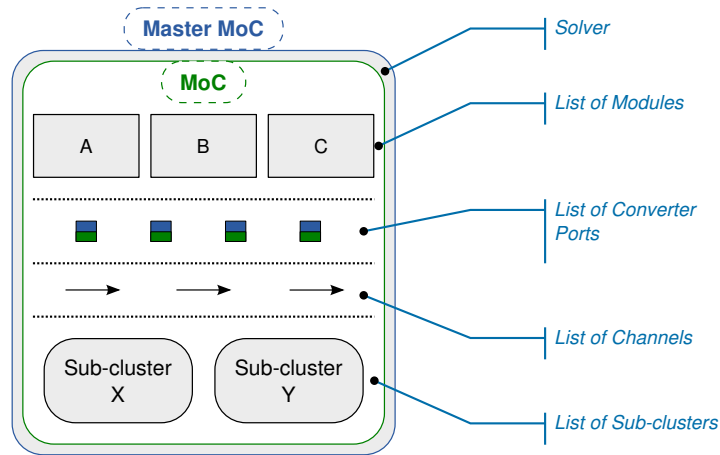 Master MoC
Solver
MoC
List of Modules
A
B
C
List of Converter
Ports
List of Channels
Sub-cluster
X
Sub-cluster
Y
List of Sub-clusters